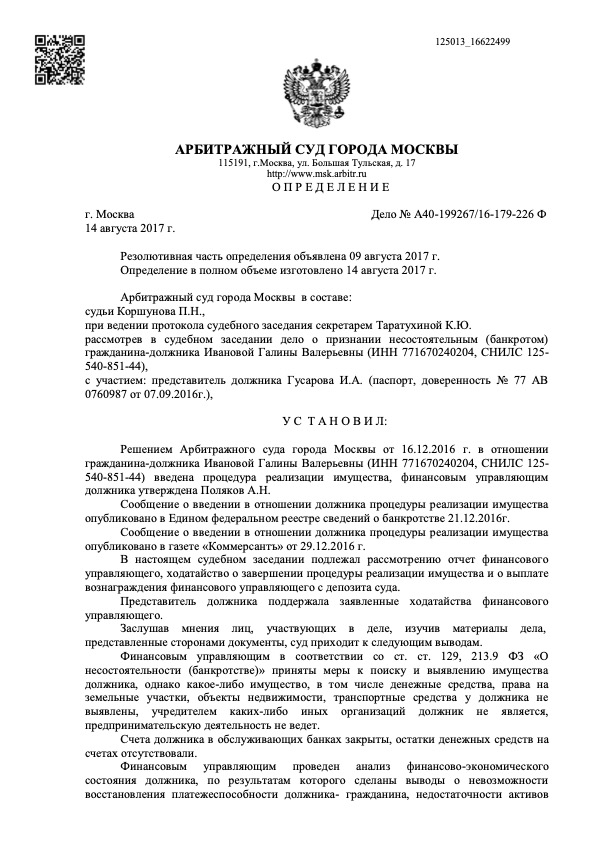 125013_16622499
АРБИТРАЖНЫЙ СУД ГОРОДА МОСКВЫ
115191, г.Москва, ул. Большая Тульская, д. 17
http://www.msk.arbitr.ru
О П Р Е Д Е Л Е Н И Е
г. Москва Дело № А40-199267/16-179-226 Ф
14 августа 2017 г.
Резолютивная часть определения объявлена 09 августа 2017 г.
Определение в полном объеме изготовлено 14 августа 2017 г.
Арбитражный суд города Москвы в составе:
судьи Коршунова П.Н.,
при ведении протокола судебного заседания секретарем Таратухиной К.Ю.
рассмотрев в судебном заседании дело о признании несостоятельным (банкротом)
гражданина-должника Ивановой Галины Валерьевны (ИНН 771670240204, СНИЛС 125-
540-851-44),
с участием: представитель должника Гусарова И.А. (паспорт, доверенность № 77 АВ
0760987 от 07.09.2016г.),
У С Т А Н О В И Л:
Решением Арбитражного суда города Москвы от 16.12.2016 г. в отношении
гражданина-должника Ивановой Галины Валерьевны (ИНН 771670240204, СНИЛС 125-
540-851-44) введена процедура реализации имущества, финансовым управляющим
должника утверждена Поляков А.Н.
Сообщение о введении в отношении должника процедуры реализации имущества
опубликовано в Едином федеральном реестре сведений о банкротстве 21.12.2016г.
Сообщение о введении в отношении должника процедуры реализации имущества
опубликовано в газете «Коммерсантъ» от 29.12.2016 г.
В настоящем судебном заседании подлежал рассмотрению отчет финансового
управляющего, ходатайство о завершении процедуры реализации имущества и о выплате
вознаграждения финансового управляющего с депозита суда.
Представитель должника поддержала заявленные ходатайства финансового
управляющего.
Заслушав мнения лиц, участвующих в деле, изучив материалы дела,
представленные сторонами документы, суд приходит к следующим выводам.
Финансовым управляющим в соответствии со ст. ст. 129, 213.9 ФЗ «О
несостоятельности (банкротстве)» приняты меры к поиску и выявлению имущества
должника, однако какое-либо имущество, в том числе денежные средства, права на
земельные участки, объекты недвижимости, транспортные средства у должника не
выявлены, учредителем каких-либо иных организаций должник не является,
предпринимательскую деятельность не ведет.
Счета должника в обслуживающих банках закрыты, остатки денежных средств на
счетах отсутствовали.
Финансовым управляющим проведен анализ финансово-экономического
состояния должника, по результатам которого сделаны выводы о невозможности
восстановления платежеспособности должника- гражданина, недостаточности активов